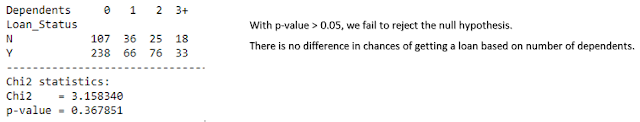 Dependents    0   1   2  3+
Loan_Status
N           107  36  25  18
Y           238  66  76  33
--------------------------------
Chi2 statistics:
Chi2    = 3.158340
p-value = 0.367851
With p-value > 0.05, we fail to reject the null hypothesis.
There is no difference in chances of getting a loan based on number of dependents.